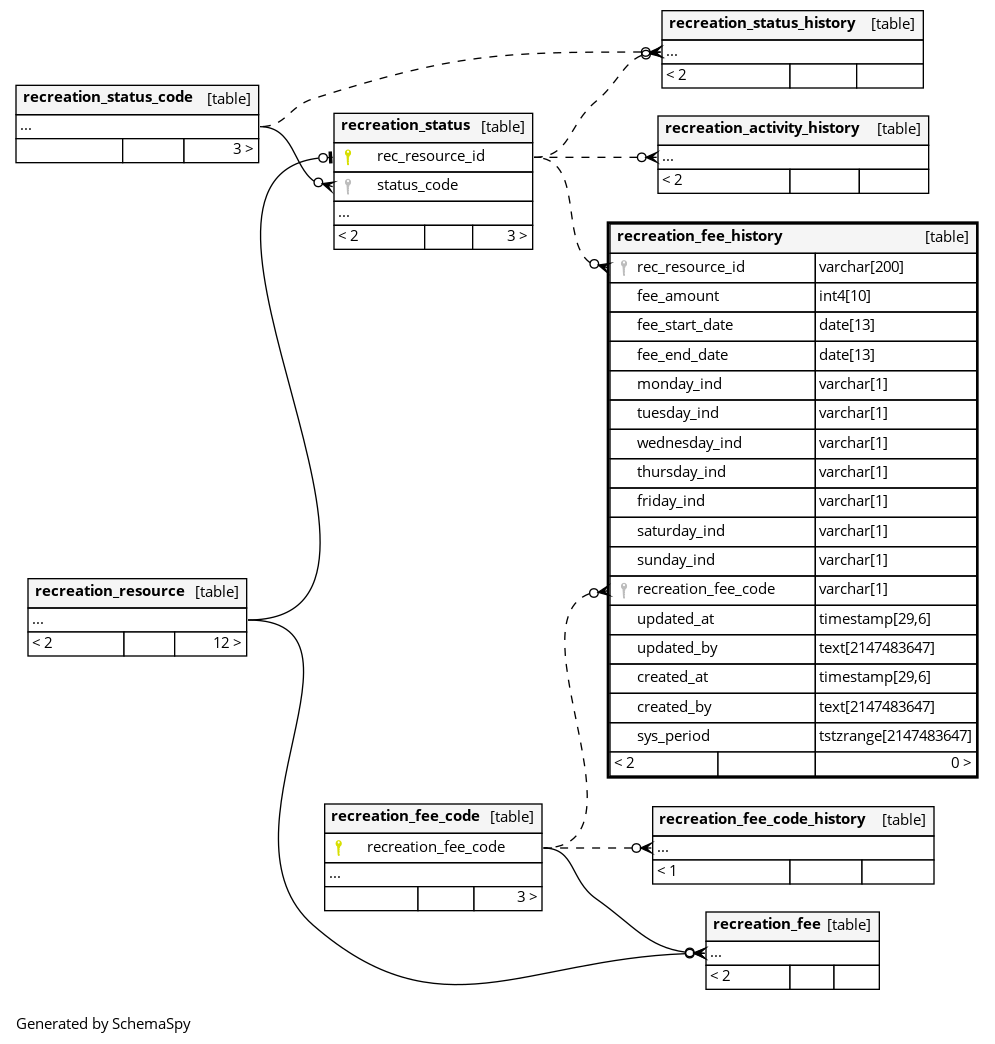 recreation_status_history [table]
...
< 2
recreation_status_code [table]
...
3 >
recreation_status [table]
rec_resource_id
status_code
...
< 2 3 >
recreation_activity_history [table]
...
< 2
recreation_fee_history [table]
rec_resource_id varchar[200]
fee_amount int4[10]
fee_start_date date[13]
fee_end_date date[13]
monday_ind varchar[1]
tuesday_ind varchar[1]
wednesday_ind varchar[1]
thursday_ind varchar[1]
friday_ind varchar[1]
saturday_ind varchar[1]
sunday_ind varchar[1]
recreation_fee_code varchar[1]
updated_at timestamp[29,6]
updated_by text[2147483647]
created_at timestamp[29,6]
created_by text[2147483647]
sys_period tstzrange[2147483647]
< 2 0 >
recreation_resource [table]
...
< 2 12 >
recreation_fee_code [table]
recreation_fee_code
...
3 >
recreation_fee_code_history [table]
...
< 1
recreation_fee [table]
...
< 2
Generated by SchemaSpy